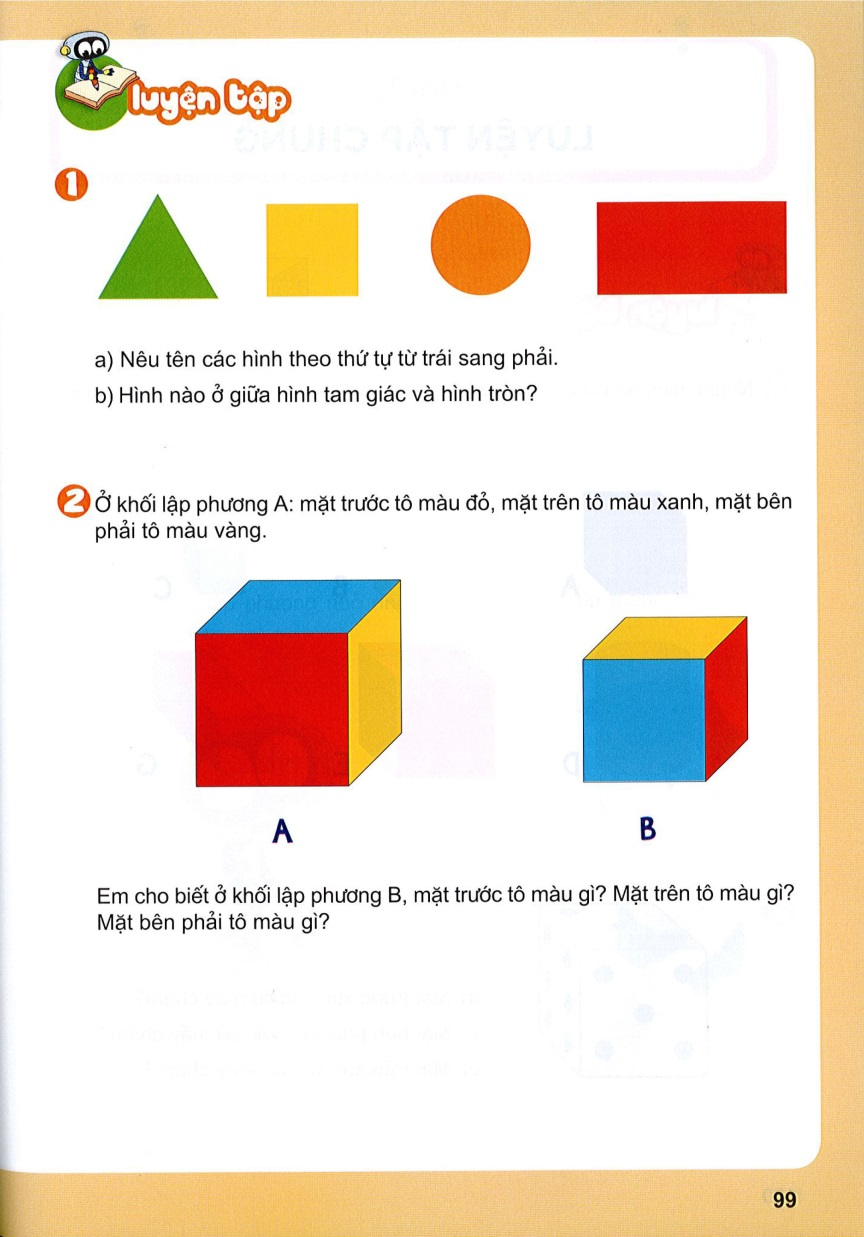 luyện tập
1
a) Nêu tên các hình theo thứ tự từ trái sang phải.
b) Hình nào ở giữa hình tam giác và hình tròn?
2 Ở khối lập phương A: mặt trước tô màu đỏ, mặt trên tô màu xanh, mặt bên
phải tô màu vàng.
A
B
Em cho biết ở khối lập phương B, mặt trước tô màu gì? Mặt trên tô màu gì?
Mặt bên phải tô màu gì?
99